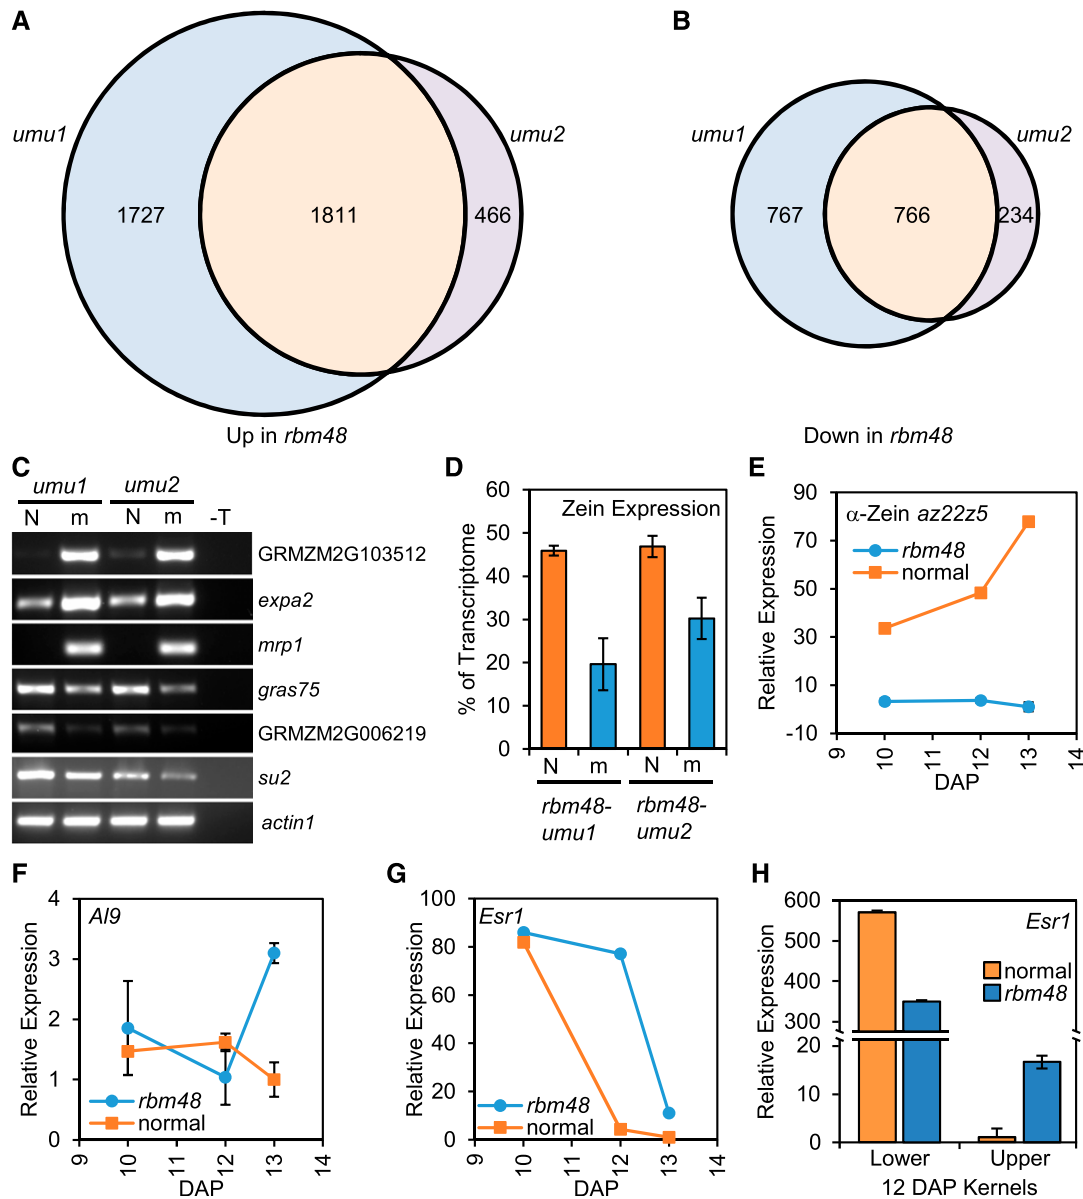 A
B
umu1
umu2
1727
1811
466
Up in rbm48
umu1
umu2
767
766
234
Down in rbm48
C
umu1 umu2
N m N m -T
GRMZM2G103512
expa2
mrp1
gras75
GRMZM2G006219
su2
actin1
D
Zein Expression
% of Transcriptome
60
50
40
30
20
10
0
N m N m
rbm48-
umu1
rbm48-
umu2
E
α-Zein az22z5
rbm48
normal
Relative Expression
90
70
50
30
10
-10
9 10 11 12 13 14
DAP
F
Al9
Relative Expression
4
3
2
1
0
rbm48
normal
9 10 11 12 13 14
DAP
G
Esr1
Relative Expression
100
80
60
40
20
0
rbm48
normal
9 10 11 12 13 14
DAP
H
Esr1
normal
rbm48
Relative Expression
600
500
400
300
20
10
0
Lower Upper
12 DAP Kernels